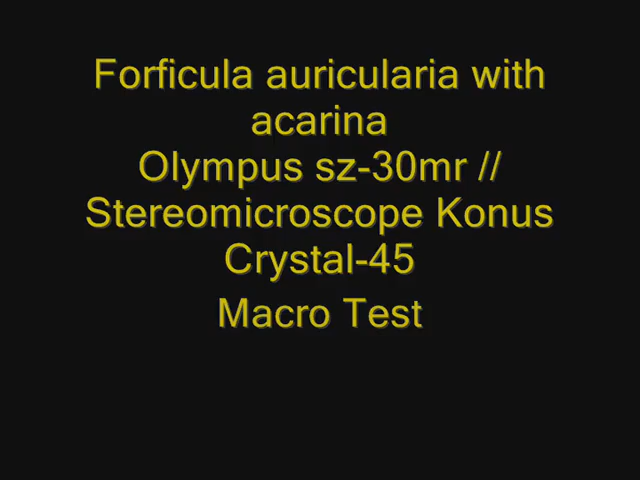 Forficula auricularia with
acarina
Olympus sz-30mr //
Stereomicroscope Konus
Crystal-45
Macro Test